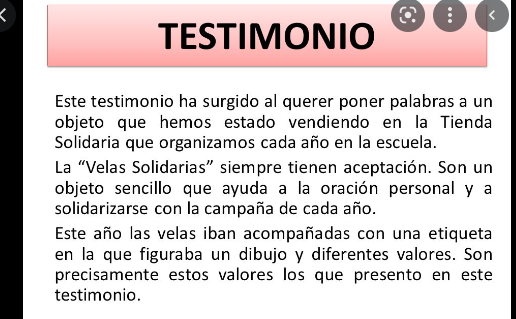 TESTIMONIO
Este testimonio ha surgido al querer poner palabras a un
objeto que hemos estado vendiendo en la Tienda
Solidaria que organizamos cada año en la escuela.
La “Velas Solidarias” siempre tienen aceptación. Son un
objeto sencillo que ayuda a la oración personal y a
solidarizarse con la campaña de cada año.
Este año las velas iban acompañadas con una etiqueta
en la que figuraba un dibujo y diferentes valores. Son
precisamente estos valores los que presento en este
testimonio.